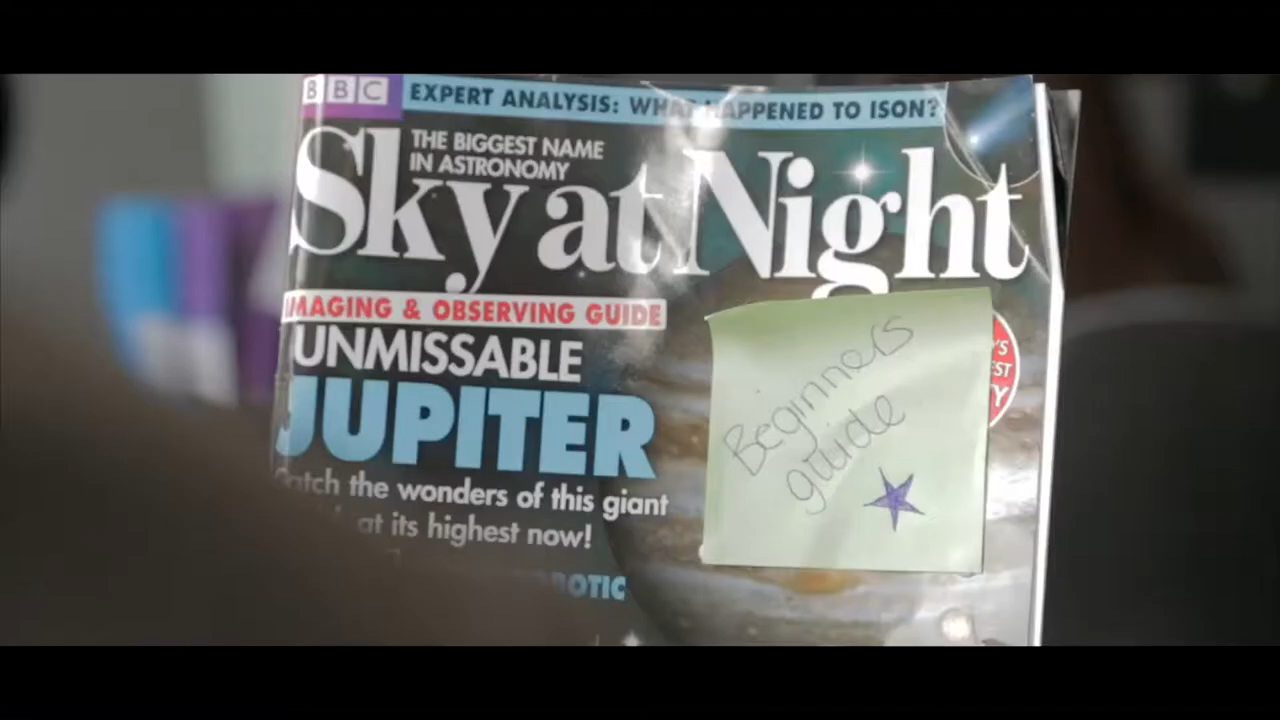 BBC
EXPERT ANALYSIS: WHAT HAPPENED TO ISON?
THE BIGGEST NAME
IN ASTRONOMY
Sky at Night
IMAGING & OBSERVING GUIDE
UNMISSABLE
JUPITER
Catch the wonders of this giant
at its highest now!
Beginners
guide